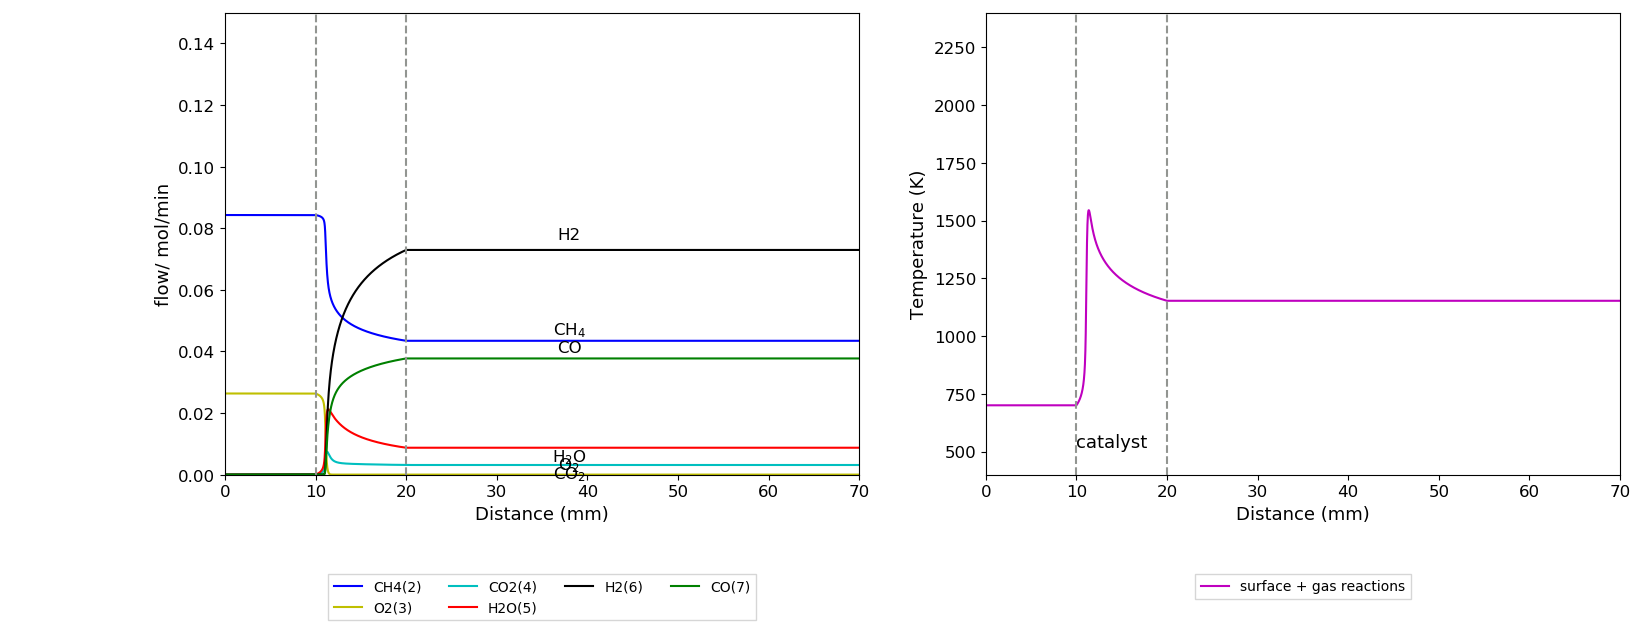 0.14
0.12
0.10
0.08
0.06
0.04
0.02
0.00
flow/ mol/min
H2
CH₄
CO
H₂O
O₂
CO₂
0 10 20 30 40 50 60 70
Distance (mm)
CH4(2) CO2(4) H2(6) CO(7)
O2(3) H2O(5)
2250
2000
1750
1500
1250
1000
750
500
Temperature (K)
catalyst
0 10 20 30 40 50 60 70
Distance (mm)
surface + gas reactions